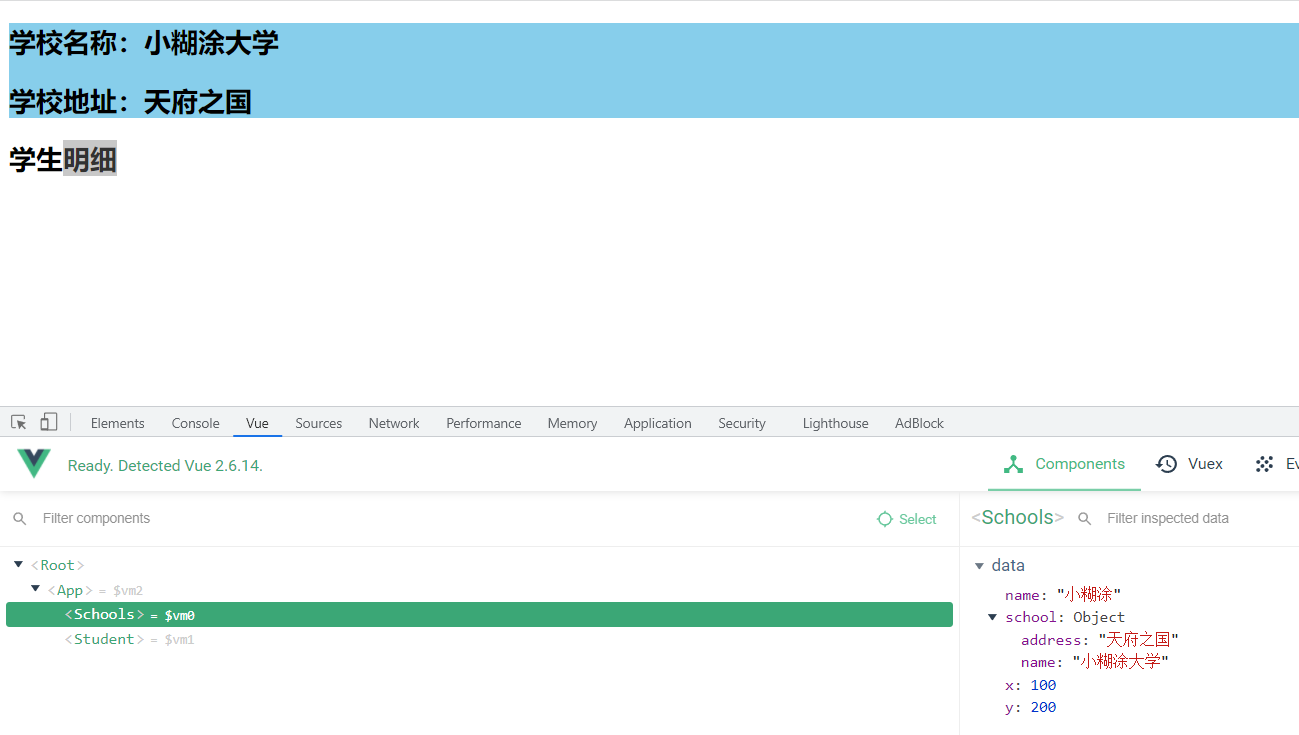 学校名称：小糊涂大学
学校地址：天府之国
学生明细
Elements Console Vue Sources Network Performance Memory Application Security Lighthouse AdBlock
Ready. Detected Vue 2.6.14.
Components Vuex Ev
Filter components Select
<Schools> Filter inspected data
<Root>
<App> = $vm2
<Schools> = $vm0
<Student> = $vm1
data
name: "小糊涂"
school: Object
address: "天府之国"
name: "小糊涂大学"
x: 100
y: 200